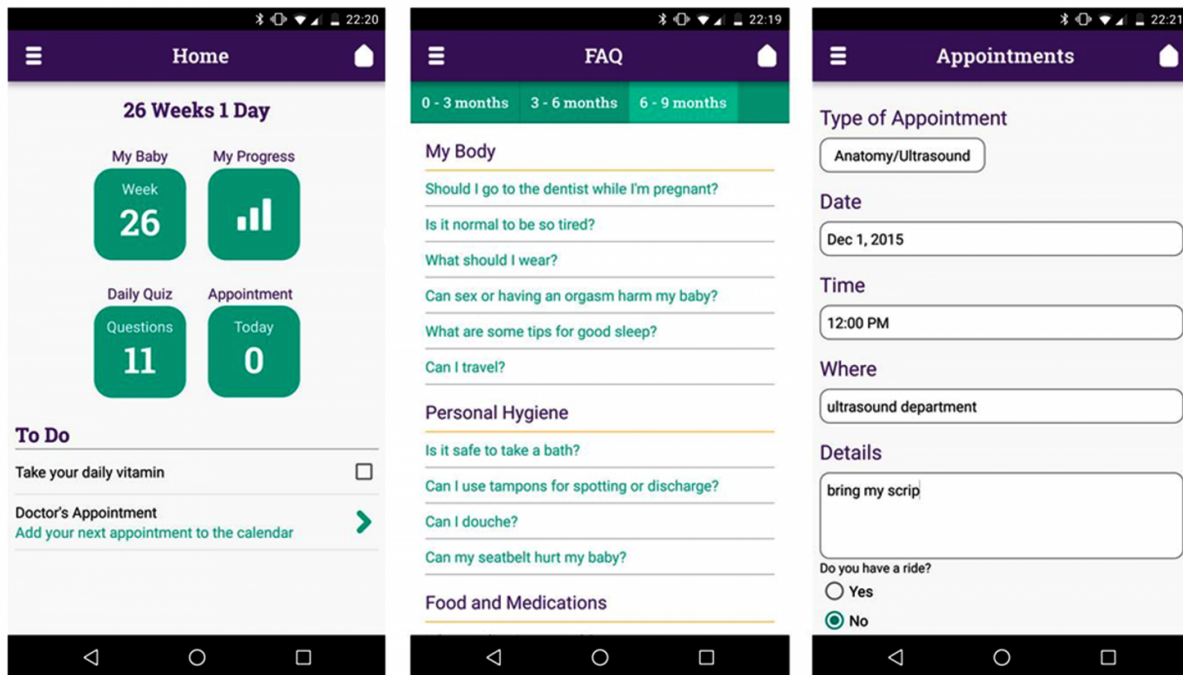 22:20
Home
26 Weeks 1 Day
My Baby My Progress
Week
26
Daily Quiz Appointment
Questions Today
11 0
To Do
Take your daily vitamin
Doctor's Appointment
Add your next appointment to the calendar
22:19
FAQ
0 - 3 months 3 - 6 months 6 - 9 months
My Body
Should I go to the dentist while I'm pregnant?
Is it normal to be so tired?
What should I wear?
Can sex or having an orgasm harm my baby?
What are some tips for good sleep?
Can I travel?
Personal Hygiene
Is it safe to take a bath?
Can I use tampons for spotting or discharge?
Can I douche?
Can my seatbelt hurt my baby?
Food and Medications
22:21
Appointments
Type of Appointment
Anatomy/Ultrasound
Date
Dec 1, 2015
Time
12:00 PM
Where
ultrasound department
Details
bring my scrip
Do you have a ride?
Yes
No